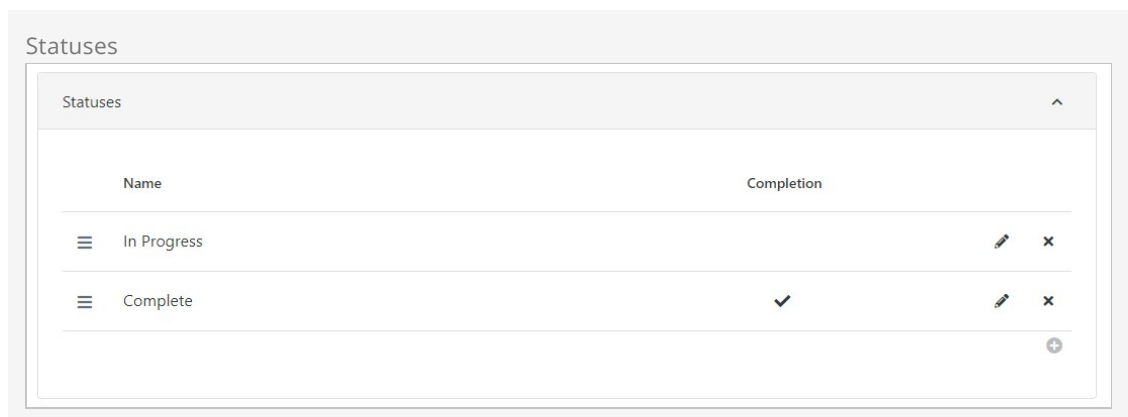 Statuses
Statuses
Name Completion
In Progress
Complete